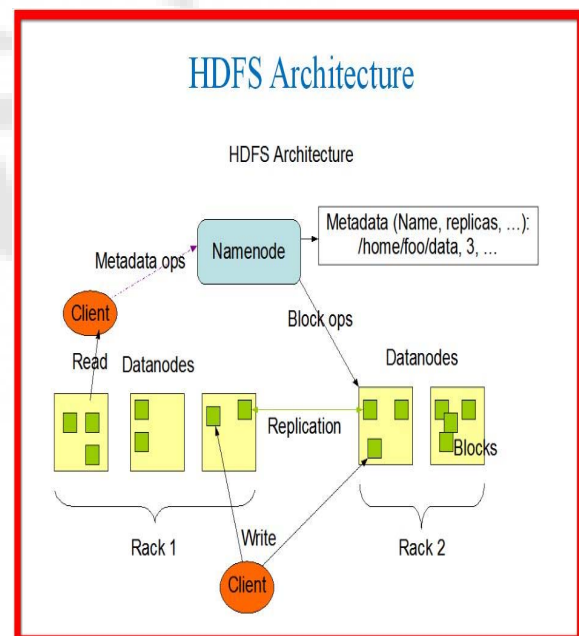 HDFS Architecture
HDFS Architecture
Metadata (Name, replicas, …):
/home/foo/data, 3, …
Namenode
Metadata ops
Client
Block ops
Read
Datanodes
Datanodes
Replication
Blocks
Rack 1
Write
Rack 2
Client